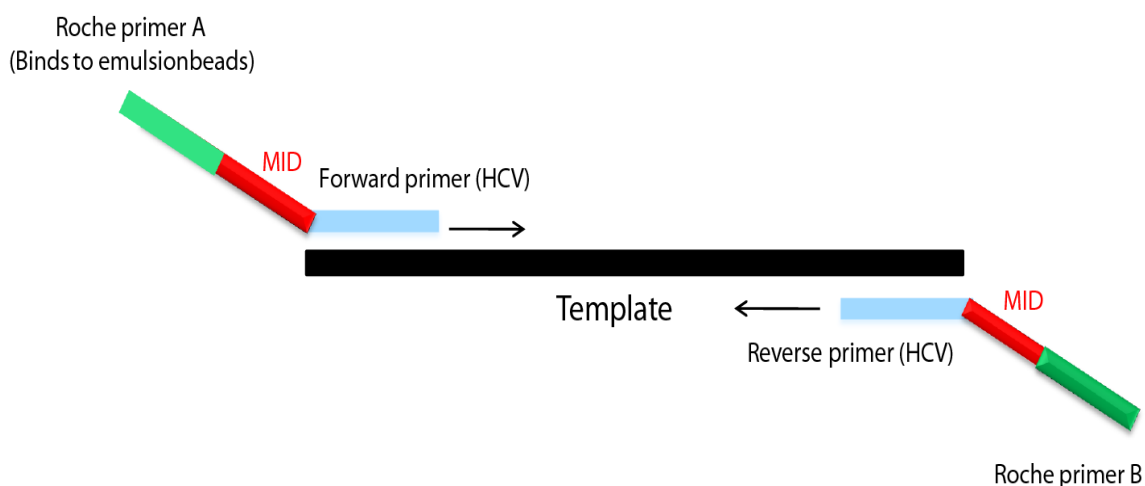 Roche primer A
(Binds to emulsionbeads)
MID
Forward primer (HCV)
Template
MID
Reverse primer (HCV)
Roche primer B